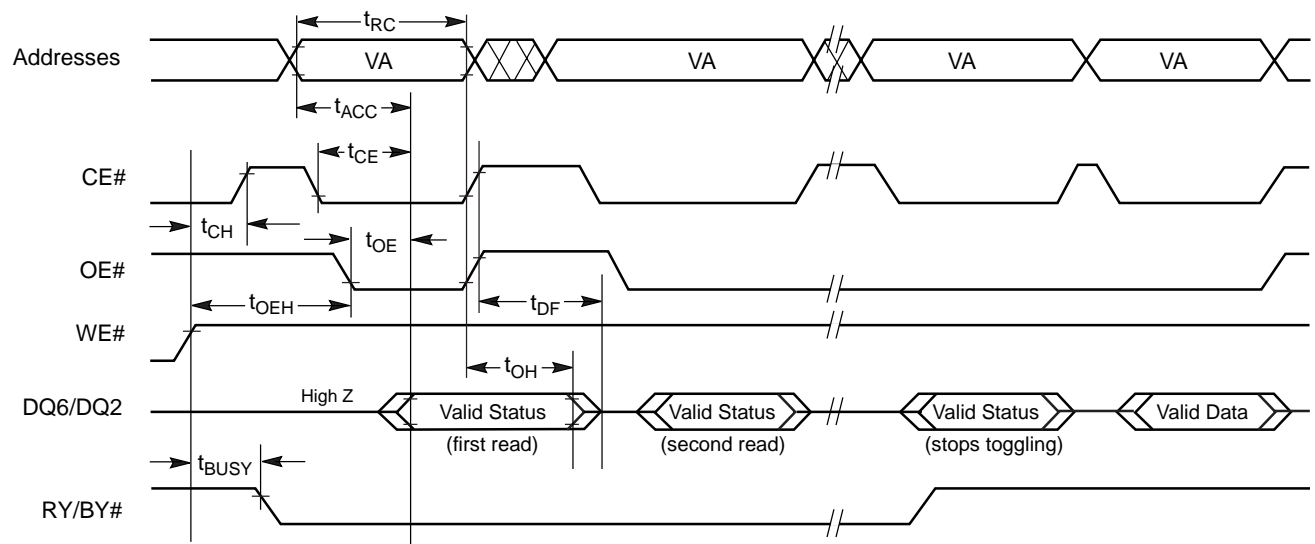 tRC
Addresses VA VA VA VA
tACC
tCE
CE#
tCH tOE
OE#
tOEH tDF
WE#
tOH
High Z
DQ6/DQ2 Valid Status Valid Status Valid Status Valid Data
(first read) (second read) (stops toggling)
tBUSY
RY/BY#